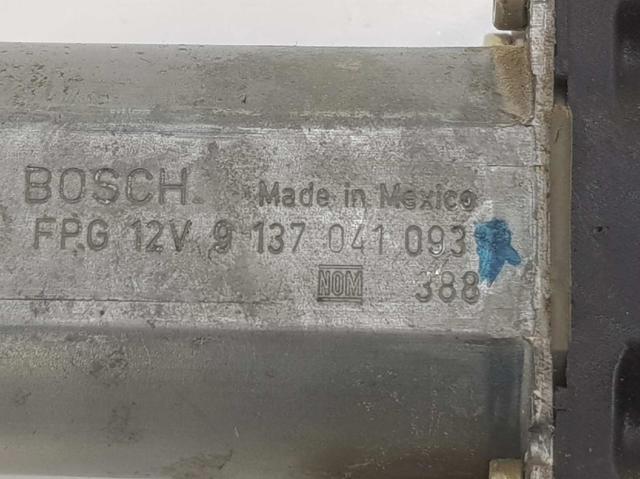 BOSCH Made in Mexico
FPG 12V 9 137 041 093
NOM 388